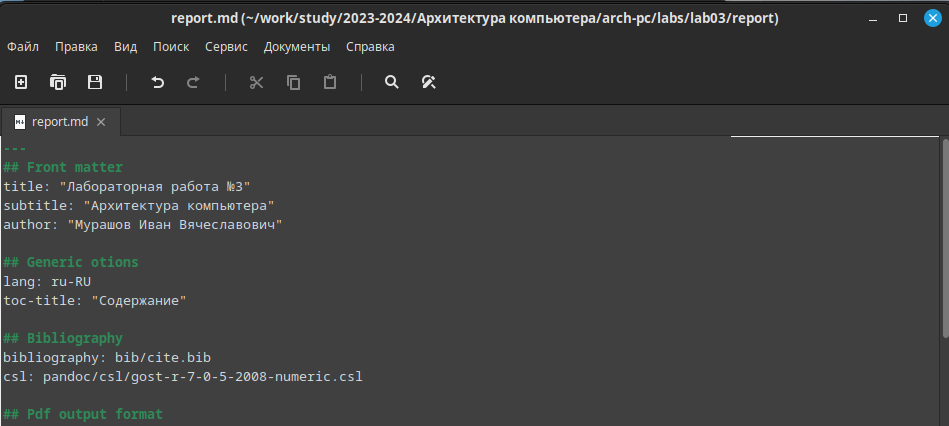 report.md (~/work/study/2023-2024/Архитектура компьютера/arch-pc/labs/lab03/report)
Файл Правка Вид Поиск Сервис Документы Справка
report.md
---
## Front matter
title: "Лабораторная работа №3"
subtitle: "Архитектура компьютера"
author: "Мурашов Иван Вячеславович"
## Generic otions
lang: ru-RU
toc-title: "Содержание"
## Bibliography
bibliography: bib/cite.bib
csl: pandoc/csl/gost-r-7-0-5-2008-numeric.csl
## Pdf output format